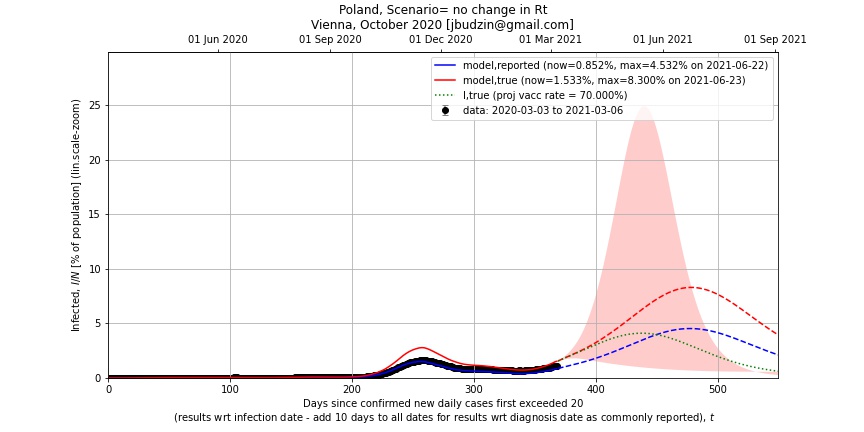 Poland, Scenario= no change in Rt
Vienna, October 2020 [jbudzin@gmail.com]
01 Jun 2020 01 Sep 2020 01 Dec 2020 01 Mar 2021 01 Jun 2021 01 Sep 2021
model,reported (now=0.852%, max=4.532% on 2021-06-22)
model,true (now=1.533%, max=8.300% on 2021-06-23)
I,true (proj vacc rate = 70.000%)
data: 2020-03-03 to 2021-03-06
Infected, I/N [% of population] (lin.scale-zoom)
25
20
15
10
5
0
0 100 200 300 400 500
Days since confirmed new daily cases first exceeded 20
(results wrt infection date - add 10 days to all dates for results wrt diagnosis date as commonly reported), t